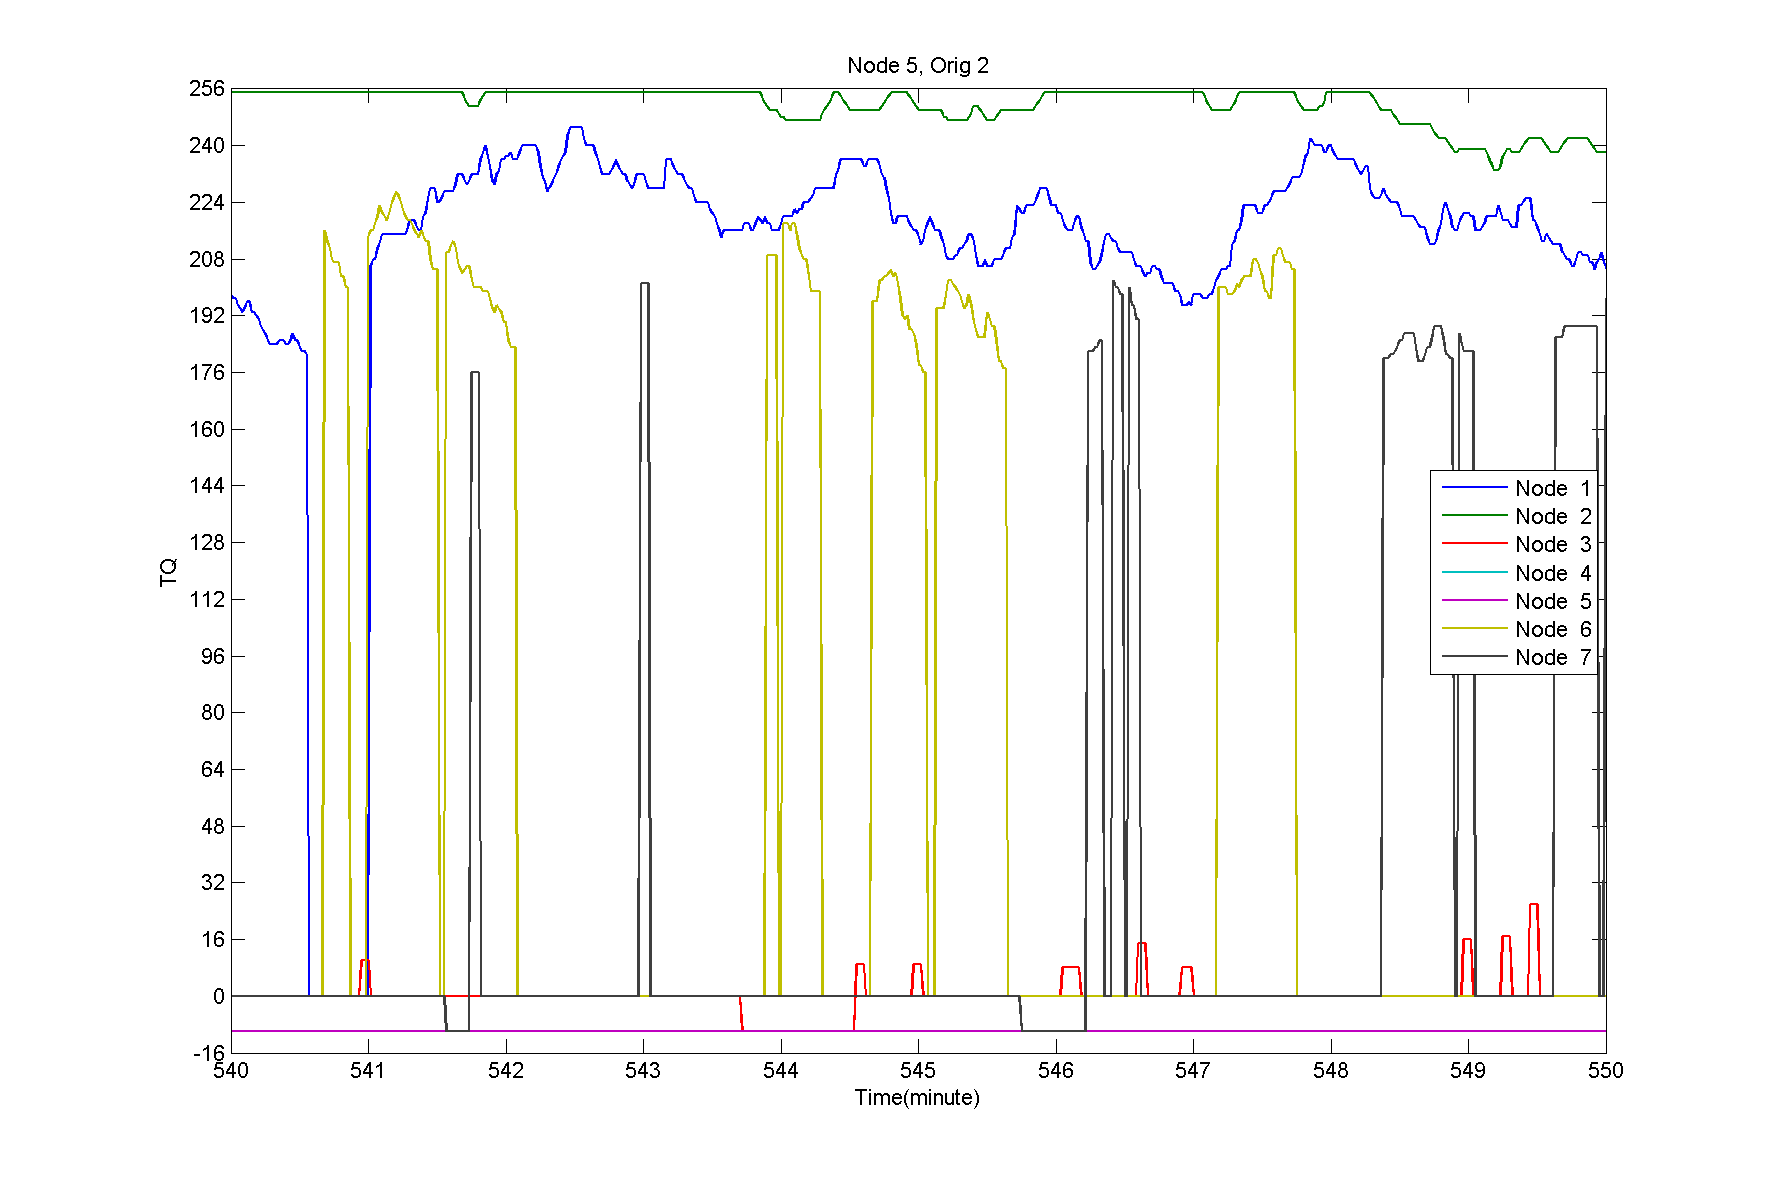 Node 5, Orig 2
256
240
224
208
192
176
160
144
128
112
96
80
64
48
32
16
0
-16
TQ
540 541 542 543 544 545 546 547 548 549 550
Time(minute)
Node 1
Node 2
Node 3
Node 4
Node 5
Node 6
Node 7